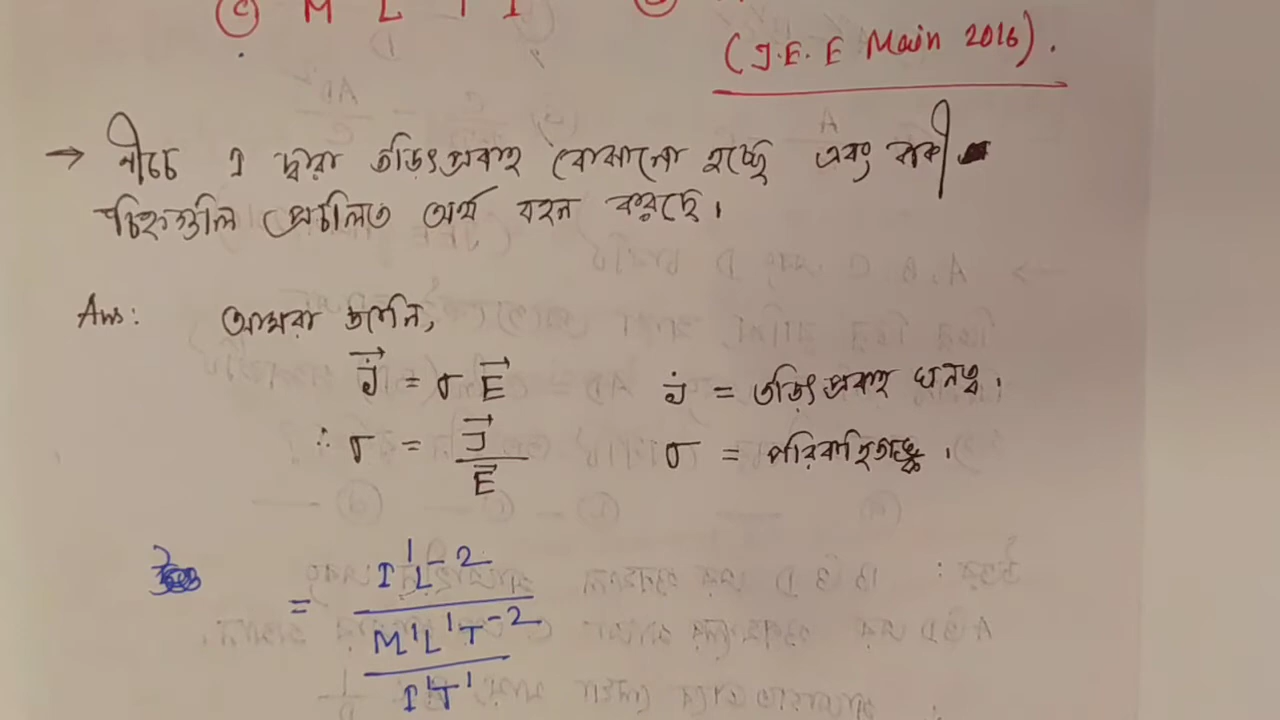 (c) M L T I
(J.E.E Main 2016).
→ নীচে এ দ্বারা তড়িৎপ্রবাহ বোঝানো হচ্ছে এবং বাকী
চিহ্নগুলি প্রচলিত অর্থ বহন করছে।
Ans: আমরা জানি,
J = σ E J = তড়িৎপ্রবাহ ঘনত্ব।
∴ σ = J / E σ = পরিবাহিতাঙ্ক।
= I¹L⁻² / (M¹L¹T⁻² / I¹T¹)